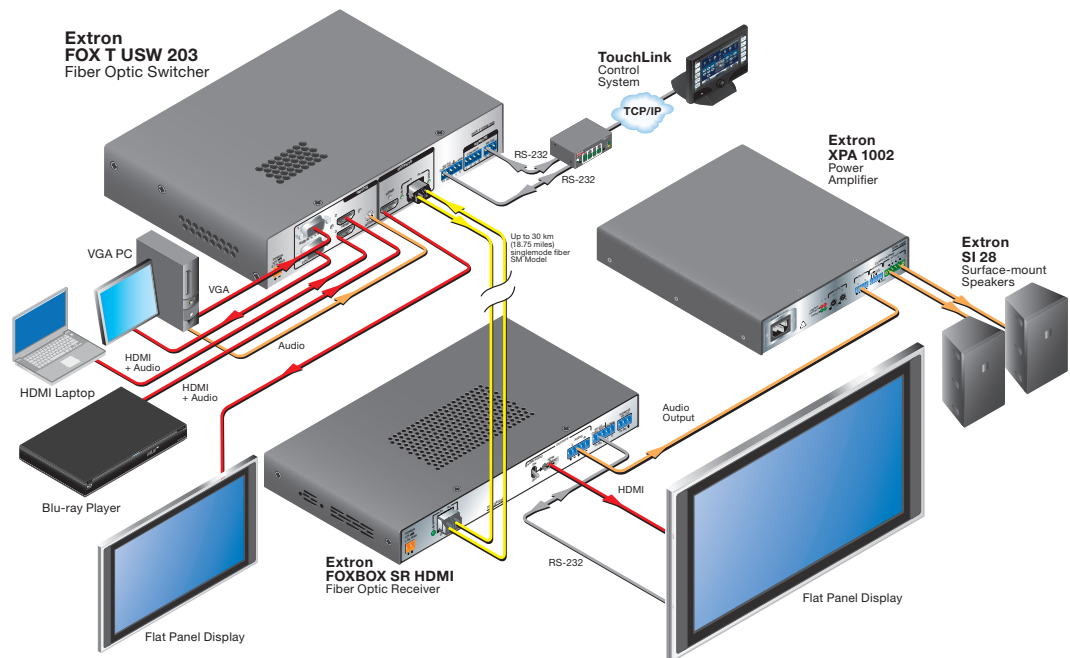 Extron
FOX T USW 203
Fiber Optic Switcher
TouchLink
Control
System
TCP/IP
RS-232
RS-232
Extron
XPA 1002
Power
Amplifier
Extron
SI 28
Surface-mount
Speakers
Up to 30 km
(18.75 miles)
singlemode fiber
SM Model
VGA PC
VGA
Audio
HDMI
+ Audio
HDMI Laptop
HDMI
+ Audio
Blu-ray Player
Audio
Output
HDMI
RS-232
Extron
FOXBOX SR HDMI
Fiber Optic Receiver
Flat Panel Display
Flat Panel Display